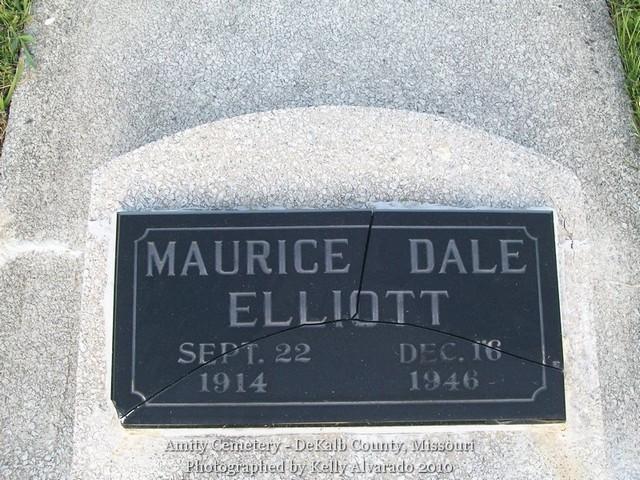 MAURICE DALE
ELLIOTT
SEPT. 22 DEC. 16
1914 1946
Amity Cemetery - DeKalb County, Missouri
Photographed by Kelly Alvarado 2010